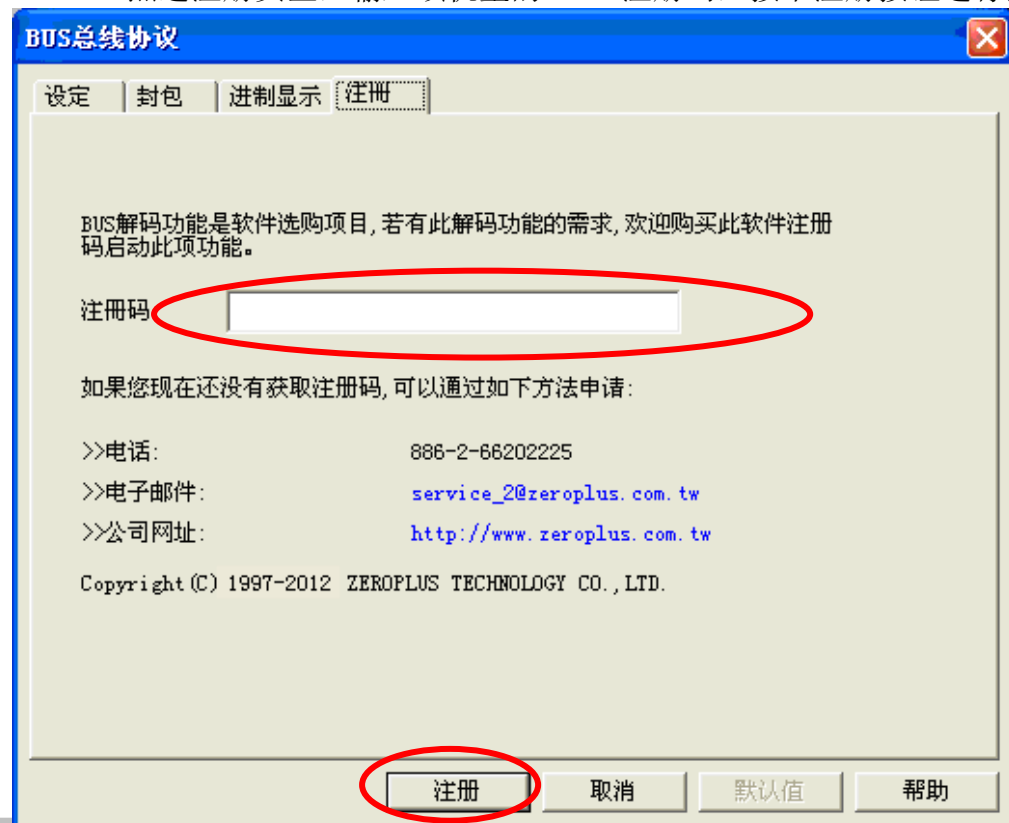 BUS总线协议
设定 封包 进制显示 注册
BUS解码功能是软件选购项目,若有此解码功能的需求,欢迎购买此软件注册
码启动此项功能。
注册码
如果您现在还没有获取注册码,可以通过如下方法申请:
>>电话: 886-2-66202225
>>电子邮件: service_2@zeroplus.com.tw
>>公司网址: http://www.zeroplus.com.tw
Copyright(C) 1997-2012 ZEROPLUS TECHNOLOGY CO.,LTD.
注册 取消 默认值 帮助